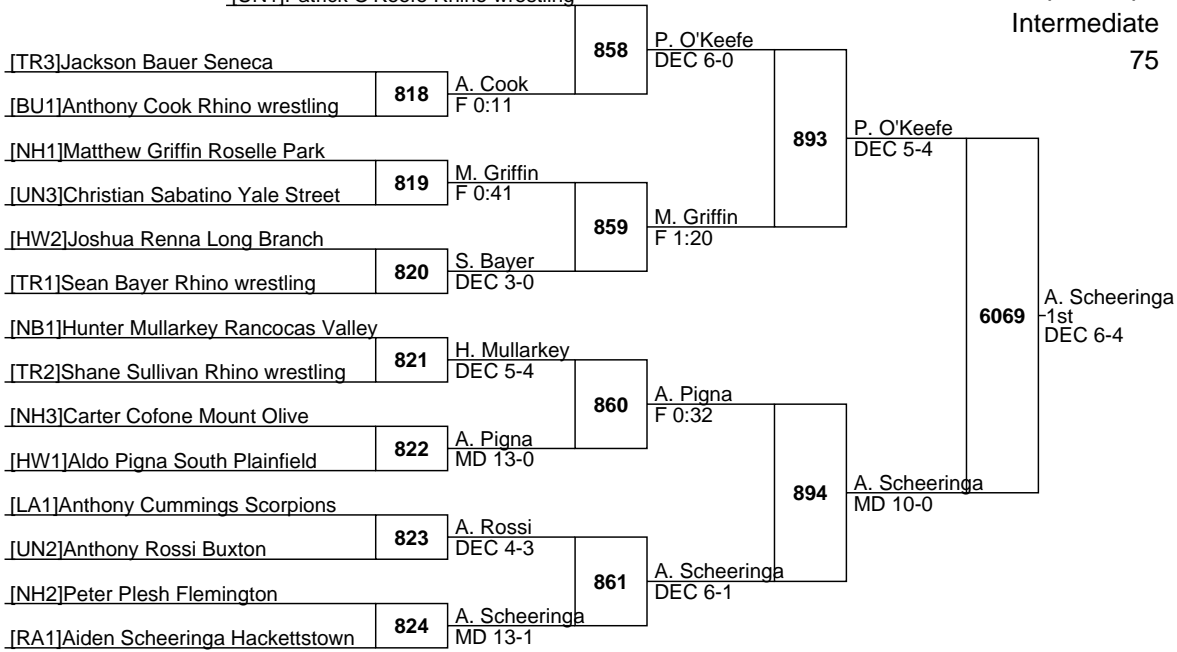 Intermediate
75
858
P. O'Keefe
DEC 6-0
[TR3]Jackson Bauer Seneca
818
A. Cook
F 0:11
[BU1]Anthony Cook Rhino wrestling
893
P. O'Keefe
DEC 5-4
[NH1]Matthew Griffin Roselle Park
819
M. Griffin
F 0:41
[UN3]Christian Sabatino Yale Street
859
M. Griffin
F 1:20
[HW2]Joshua Renna Long Branch
820
S. Bayer
DEC 3-0
[TR1]Sean Bayer Rhino wrestling
6069
A. Scheeringa
1st
DEC 6-4
[NB1]Hunter Mullarkey Rancocas Valley
821
H. Mullarkey
DEC 5-4
[TR2]Shane Sullivan Rhino wrestling
860
A. Pigna
F 0:32
[NH3]Carter Cofone Mount Olive
822
A. Pigna
MD 13-0
[HW1]Aldo Pigna South Plainfield
894
A. Scheeringa
MD 10-0
[LA1]Anthony Cummings Scorpions
823
A. Rossi
DEC 4-3
[UN2]Anthony Rossi Buxton
861
A. Scheeringa
DEC 6-1
[NH2]Peter Plesh Flemington
824
A. Scheeringa
MD 13-1
[RA1]Aiden Scheeringa Hackettstown